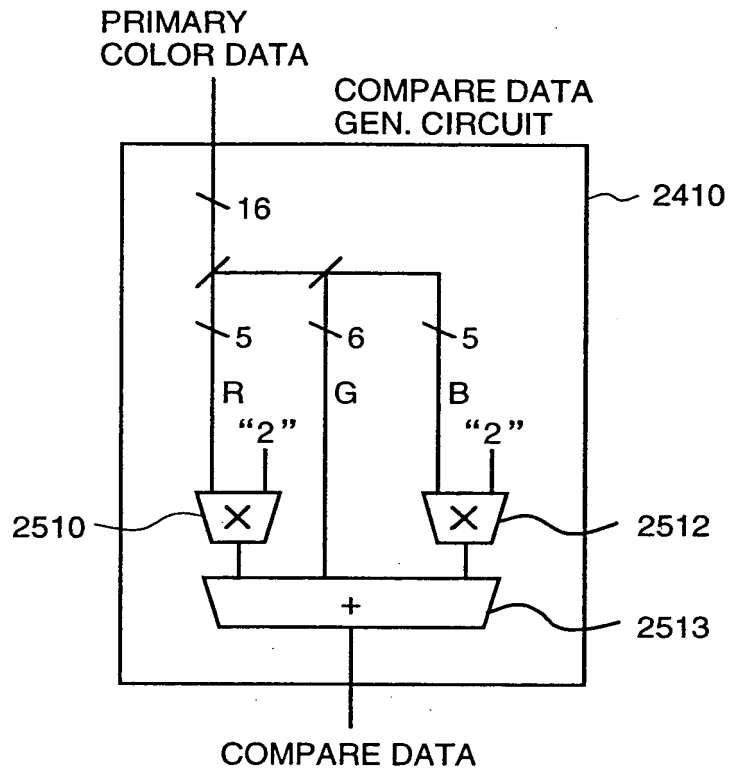 PRIMARY
COLOR DATA
COMPARE DATA
GEN. CIRCUIT
2410
16
5
6
5
R
G
B
“2”
“2”
2510
×
×
2512
+
2513
COMPARE DATA